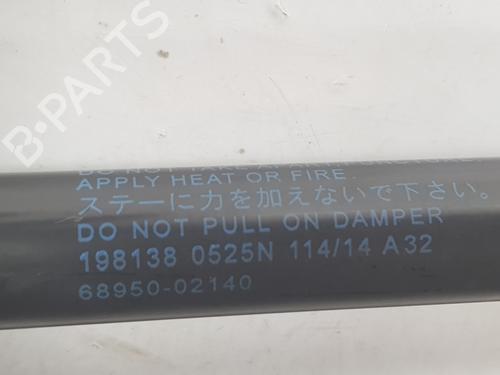 B-PARTS
APPLY HEAT OR FIRE.
ステーに力を加えないで下さい。
DO NOT PULL ON DAMPER
198138 0525N 114/14 A32
68950-02140